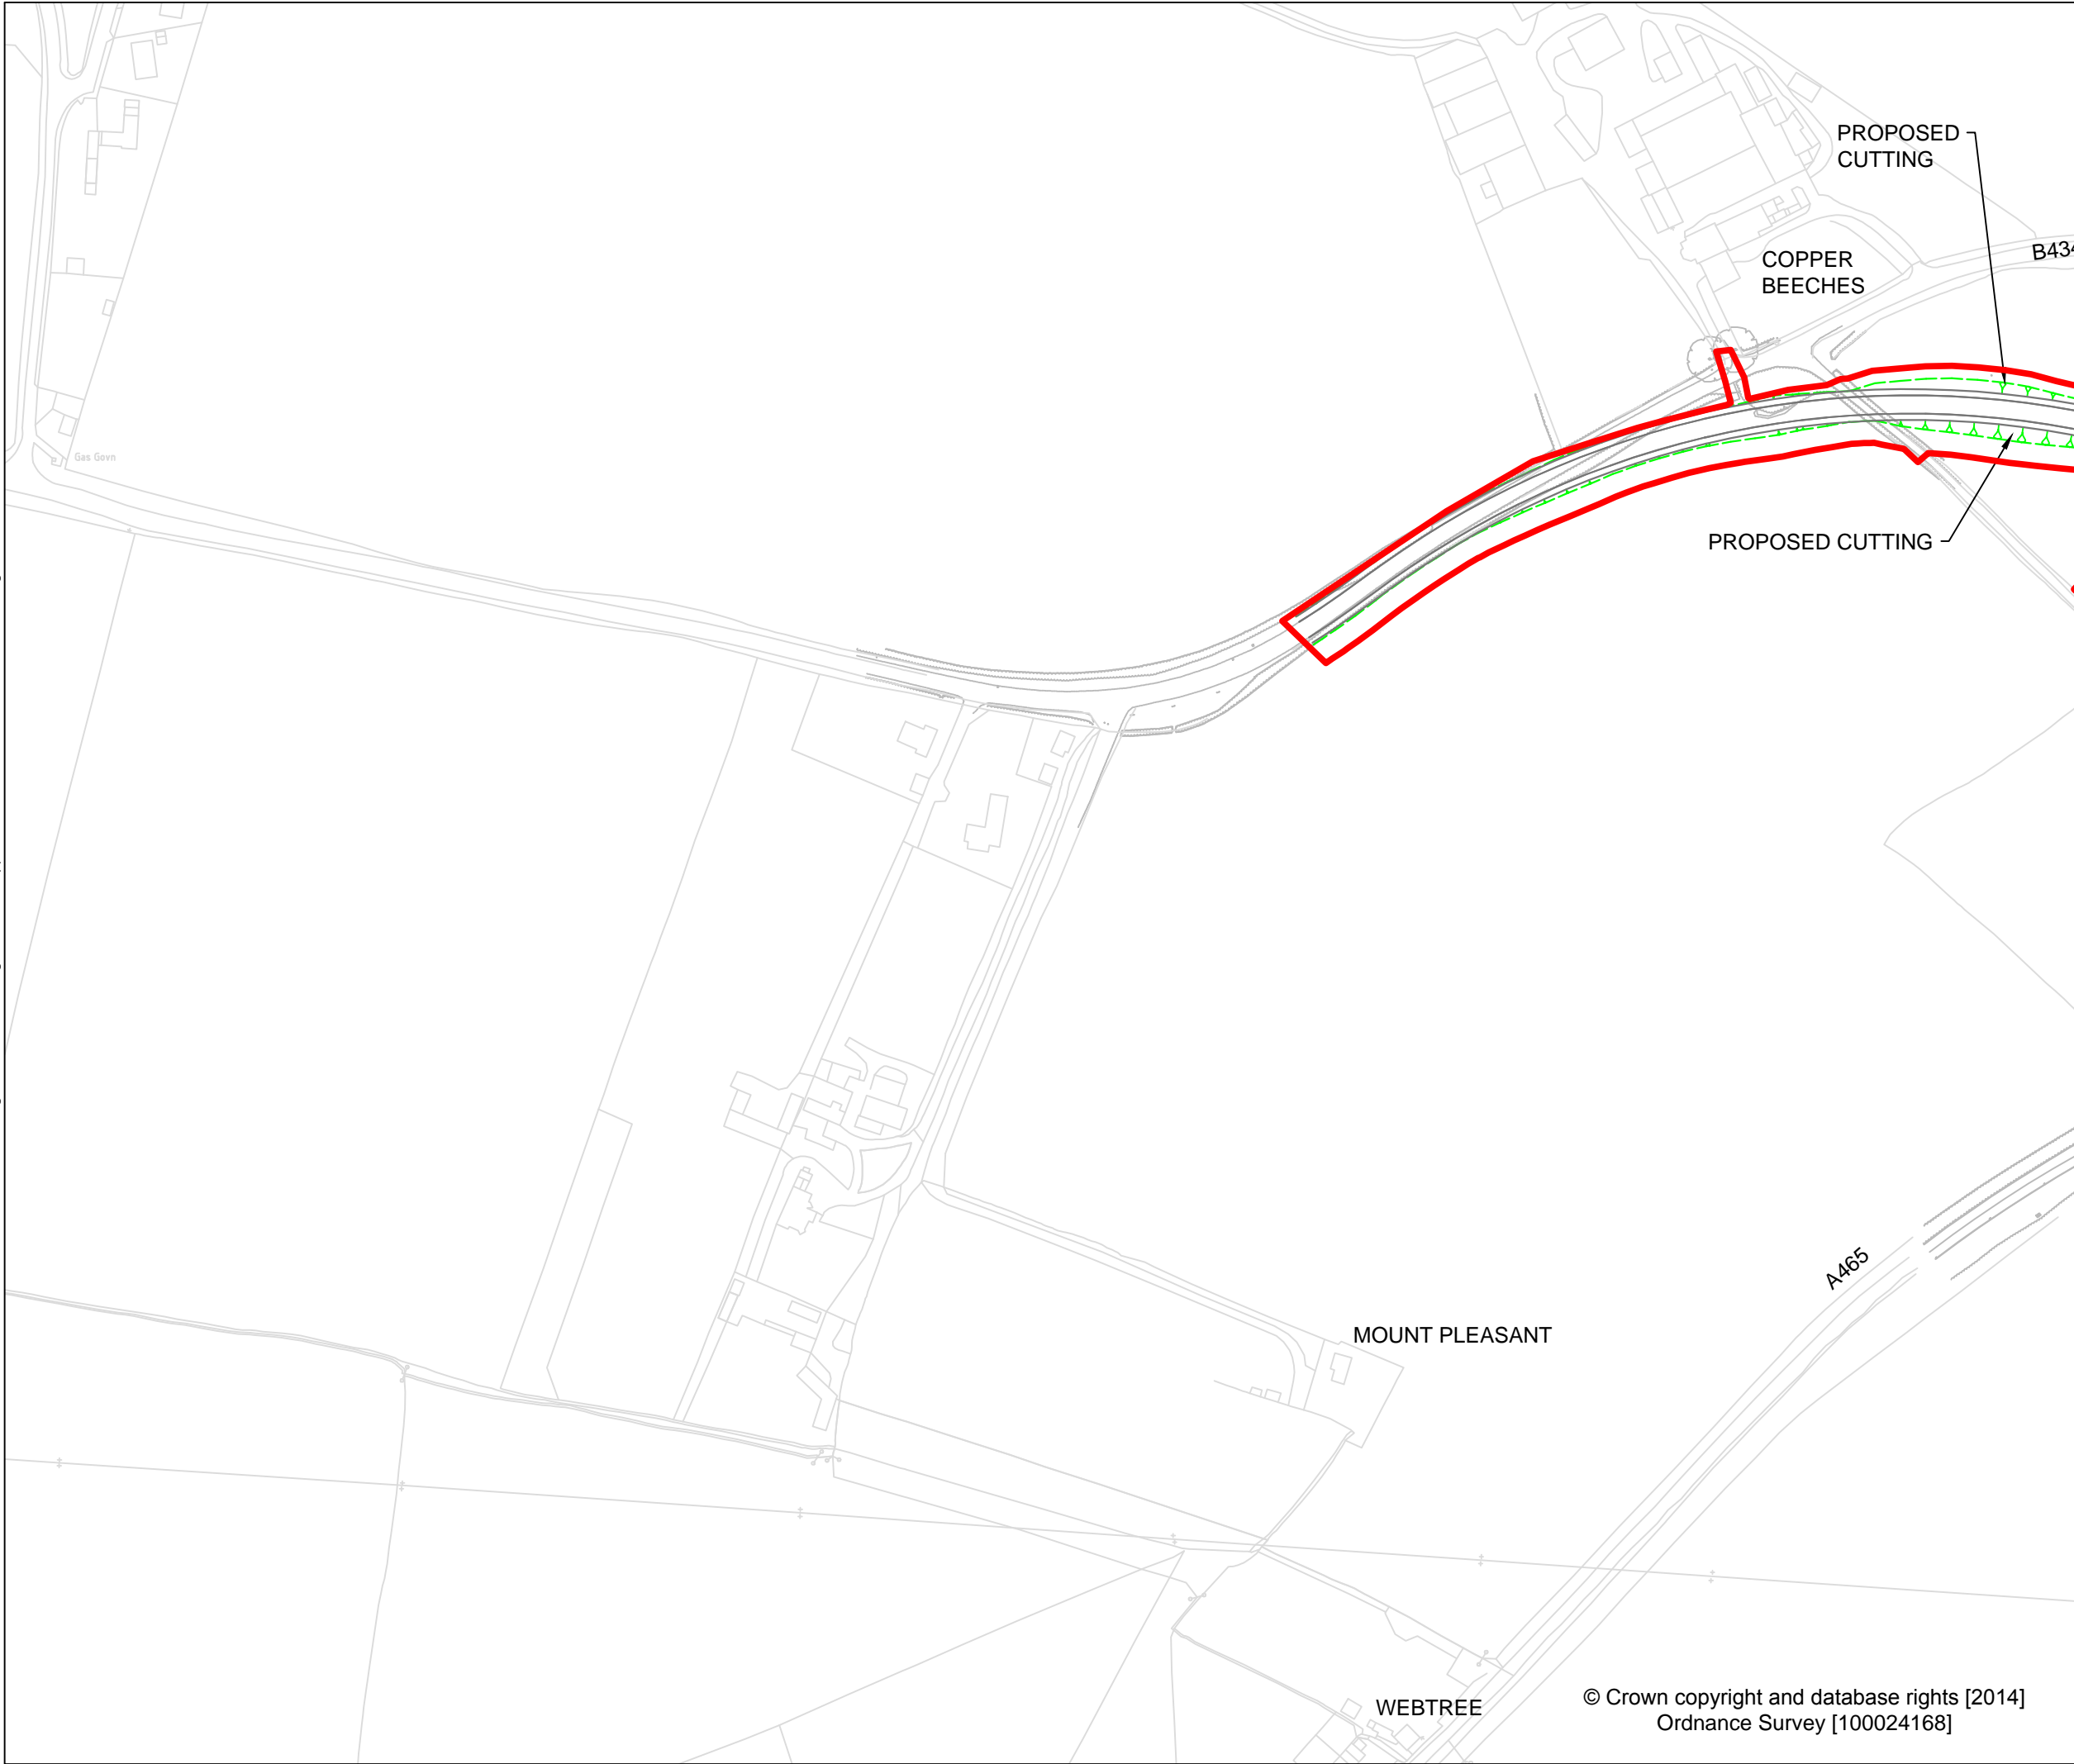 PROPOSED
CUTTING
B434
COPPER
BEECHES
Gas Govn
PROPOSED CUTTING
A465
MOUNT PLEASANT
WEBTREE
© Crown copyright and database rights [2014]
Ordnance Survey [100024168]